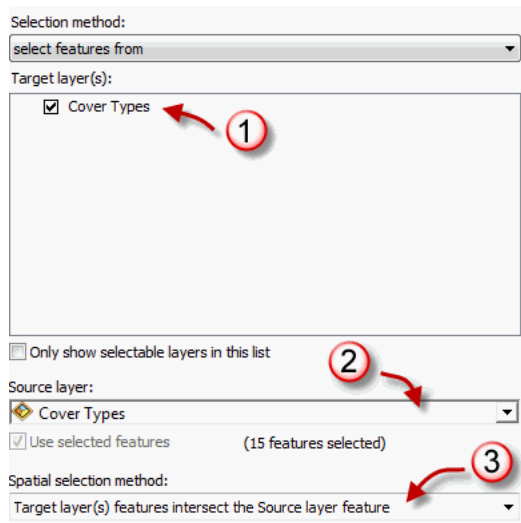 Selection method:
select features from
Target layer(s):
Cover Types
1
Only show selectable layers in this list
2
Source layer:
Cover Types
Use selected features (15 features selected)
3
Spatial selection method:
Target layer(s) features intersect the Source layer feature